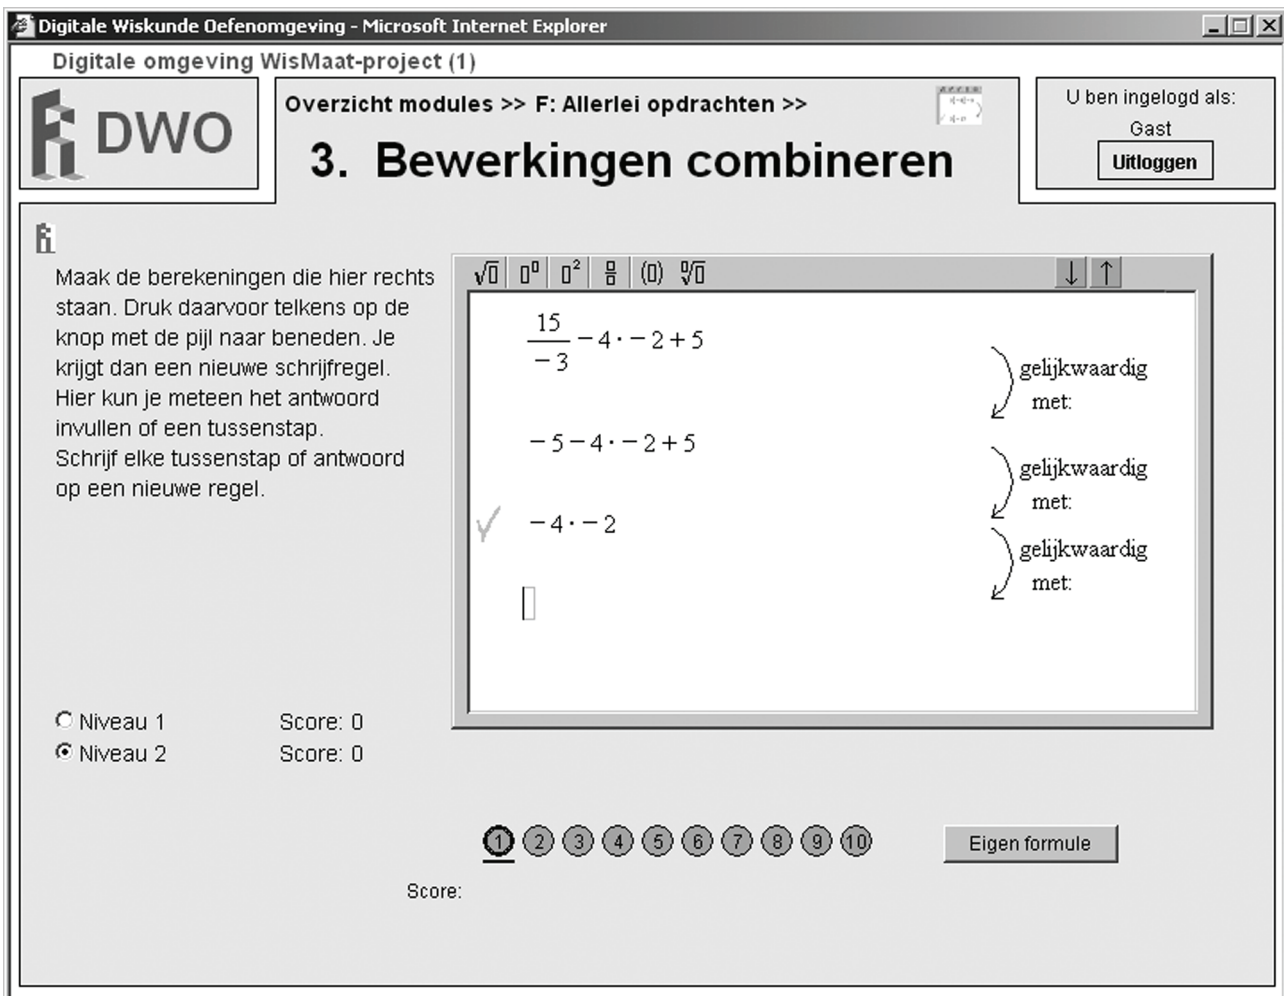 Digitale Wiskunde Oefenomgeving - Microsoft Internet Explorer
Digitale omgeving WisMaat-project (1)
DWO
Overzicht modules >> F: Allerlei opdrachten >>
3. Bewerkingen combineren
U ben ingelogd als:
Gast
Uitloggen
Maak de berekeningen die hier rechts
staan. Druk daarvoor telkens op de
knop met de pijl naar beneden. Je
krijgt dan een nieuwe schrijfregel.
Hier kun je meteen het antwoord
invullen of een tussenstap.
Schrijf elke tussenstap of antwoord
op een nieuwe regel.
√▯ ▯▯ ▯² ▯/▯ (▯) ▯√▯ ↓ ↑
15/−3 − 4 · − 2 + 5
gelijkwaardig
met:
− 5 − 4 · − 2 + 5
gelijkwaardig
met:
− 4 · − 2
gelijkwaardig
met:
Niveau 1 Score: 0
Niveau 2 Score: 0
1 2 3 4 5 6 7 8 9 10
Eigen formule
Score: